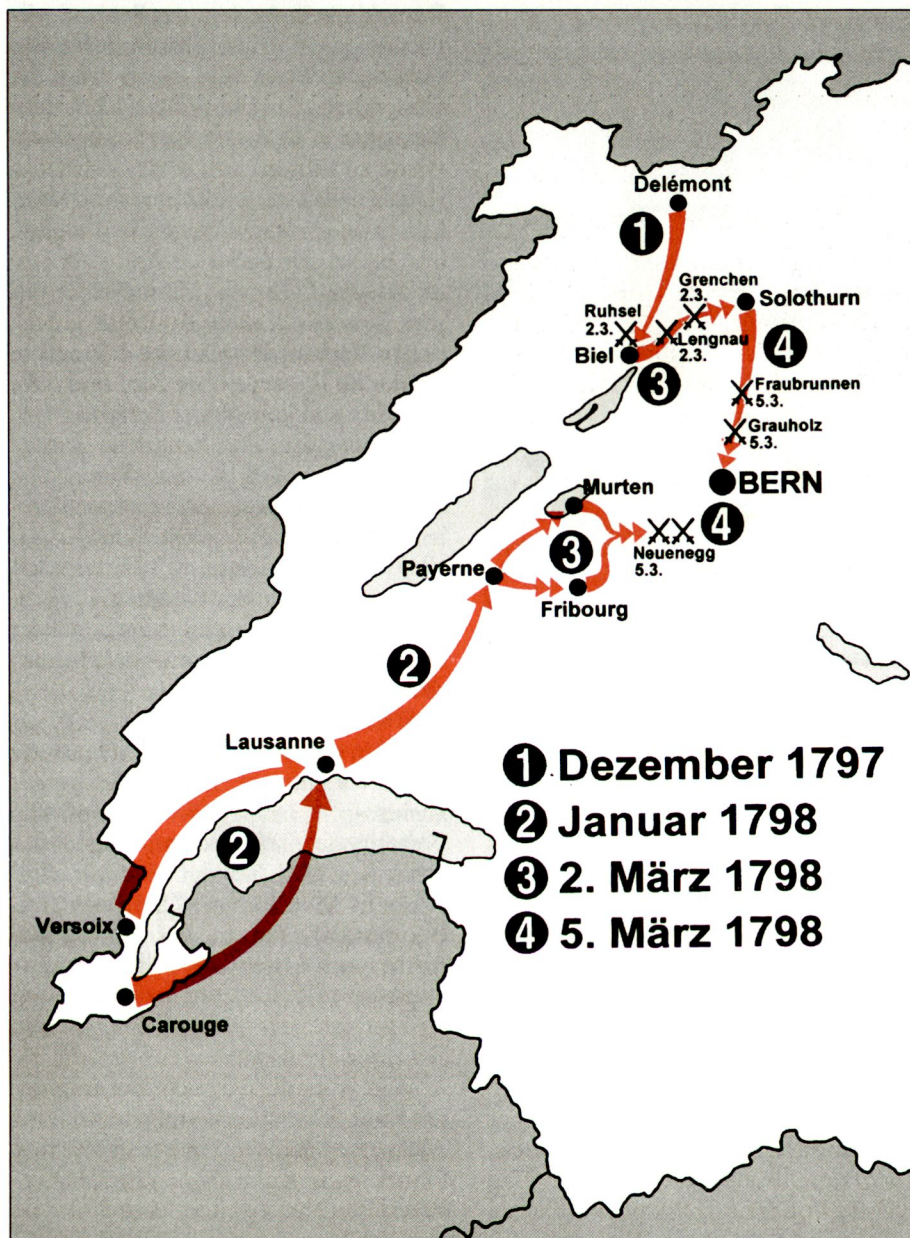 Delémont
1
Grenchen
2.3.
Solothurn
Ruhsel
2.3.
Lengnau
2.3.
Biel
3
4
Fraubrunnen
5.3.
Grauholz
5.3.
BERN
Murten
4
Neuenegg
5.3.
3
Payerne
Fribourg
2
Lausanne
2
Versoix
Carouge
1 Dezember 1797
2 Januar 1798
3 2. März 1798
4 5. März 1798